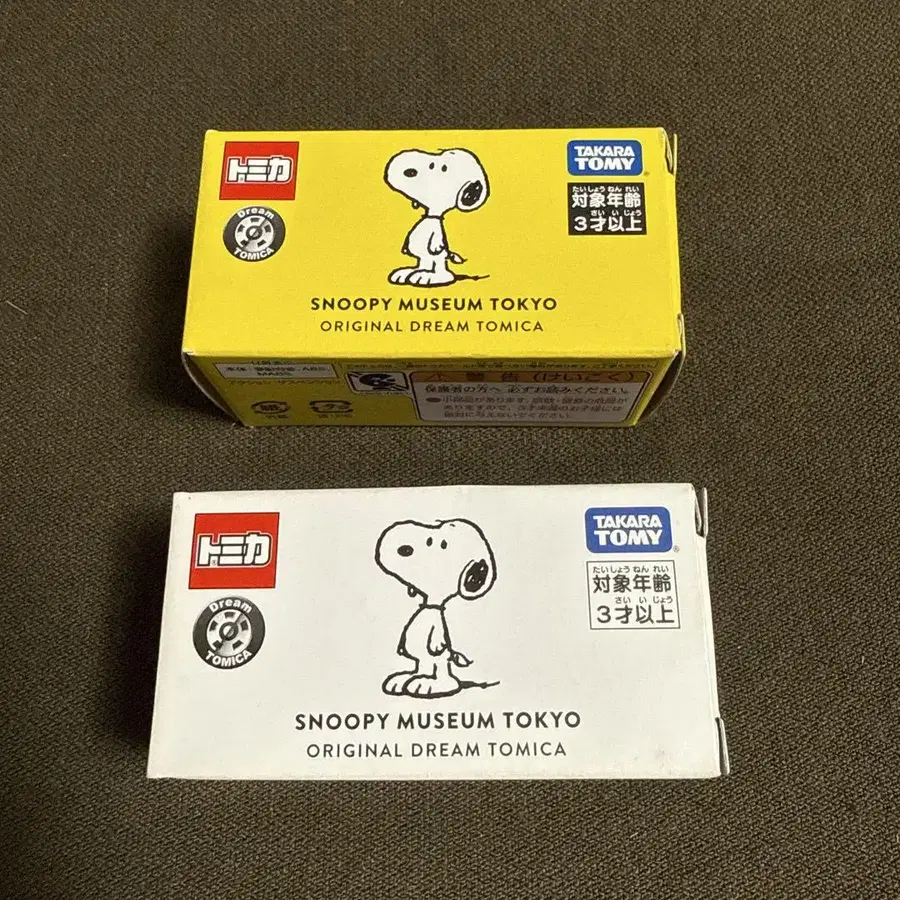 トミカ
Dream
TOMICA
TAKARA
TOMY
たいしょうねんれい
対象年齢
さいいじょう
3才以上
SNOOPY MUSEUM TOKYO
ORIGINAL DREAM TOMICA
(けいこく)
保護者の方へ 必ずお読みください。
トミカ
Dream
TOMICA
TAKARA
TOMY
たいしょうねんれい
対象年齢
さいいじょう
3才以上
SNOOPY MUSEUM TOKYO
ORIGINAL DREAM TOMICA